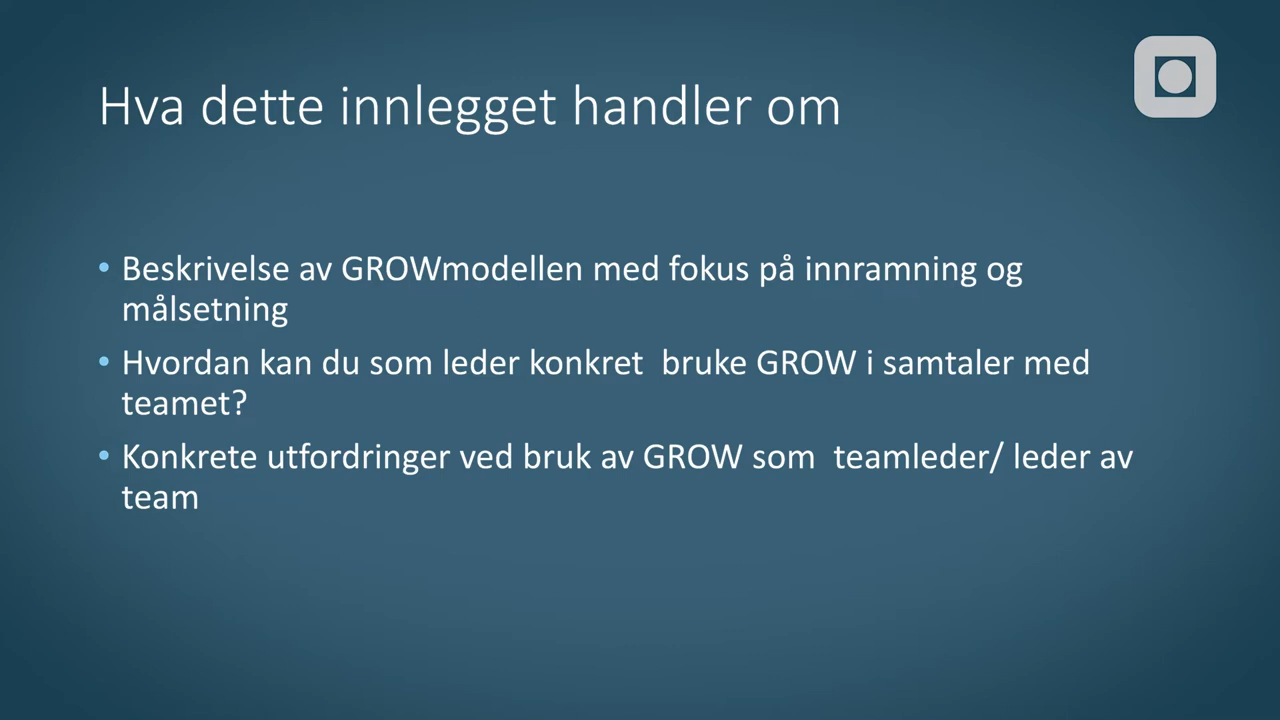 Hva dette innlegget handler om
• Beskrivelse av GROWmodellen med fokus på innramning og
målsetning
• Hvordan kan du som leder konkret  bruke GROW i samtaler med
teamet?
• Konkrete utfordringer ved bruk av GROW som  teamleder/ leder av
team